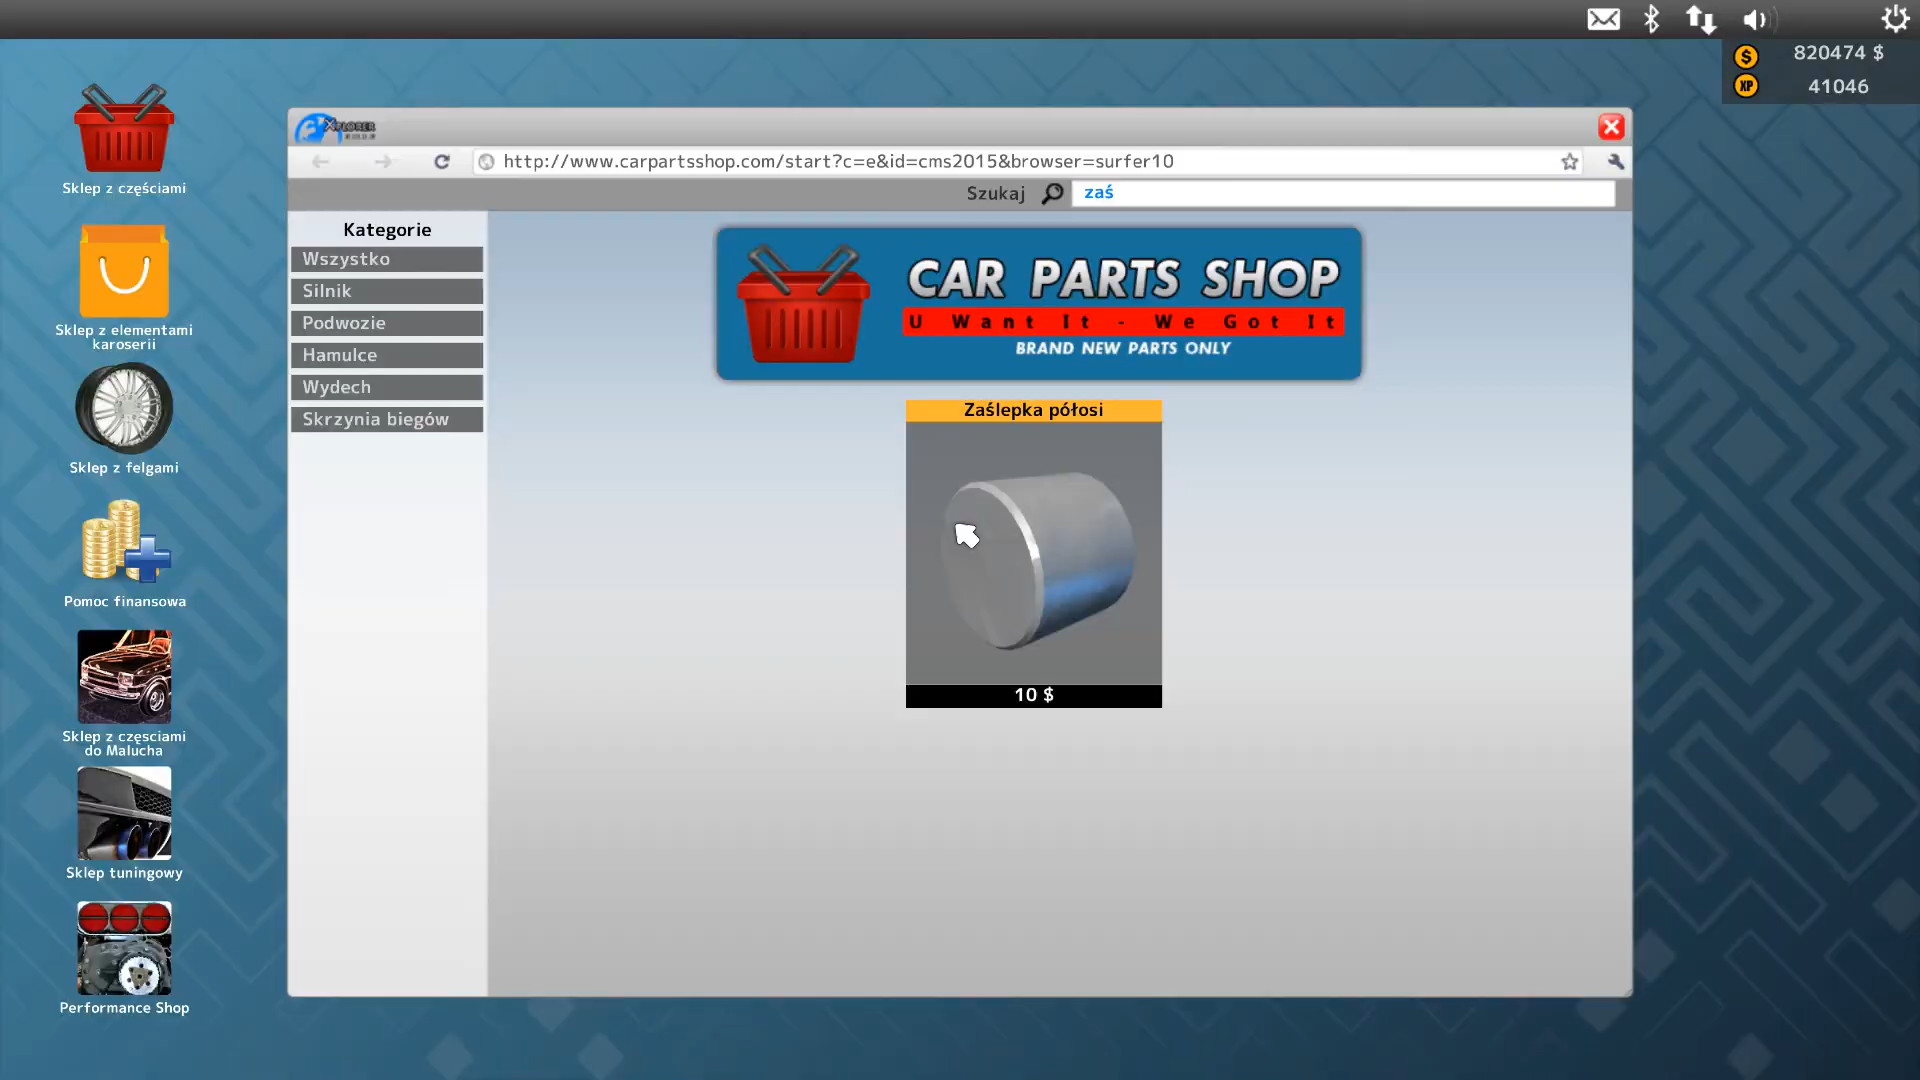 820474 $
XP
41046
Sklep z częściami
Sklep z elementami
karoserii
Sklep z felgami
Pomoc finansowa
Sklep z częsciami
do Malucha
Sklep tuningowy
Performance Shop
XPLORER
http://www.carpartsshop.com/start?c=e&id=cms2015&browser=surfer10
Szukaj
zaś
Kategorie
Wszystko
Silnik
Podwozie
Hamulce
Wydech
Skrzynia biegów
CAR PARTS SHOP
U Want It - We Got It
BRAND NEW PARTS ONLY
Zaślepka półosi
10 $